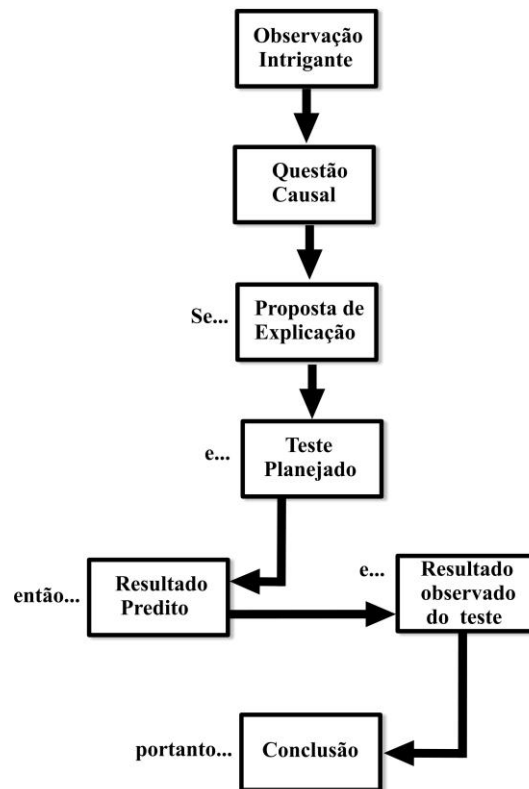 Observação
Intrigante
Questão
Causal
Se...
Proposta de
Explicação
e...
Teste
Planejado
então...
Resultado
Predito
e...
Resultado
observado
do teste
portanto...
Conclusão